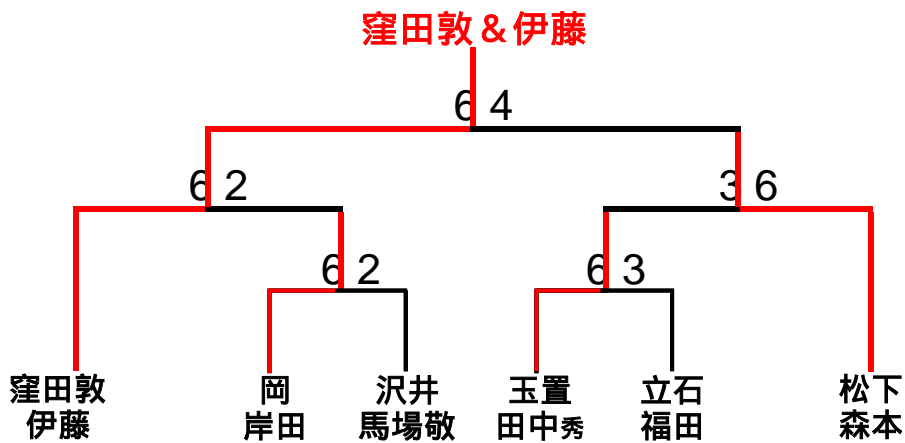 窪田敦＆伊藤
6 4
6 2
3 6
6 2
6 3
窪田敦
伊藤
岡
岸田
沢井
馬場敬
玉置
田中秀
立石
福田
松下
森本